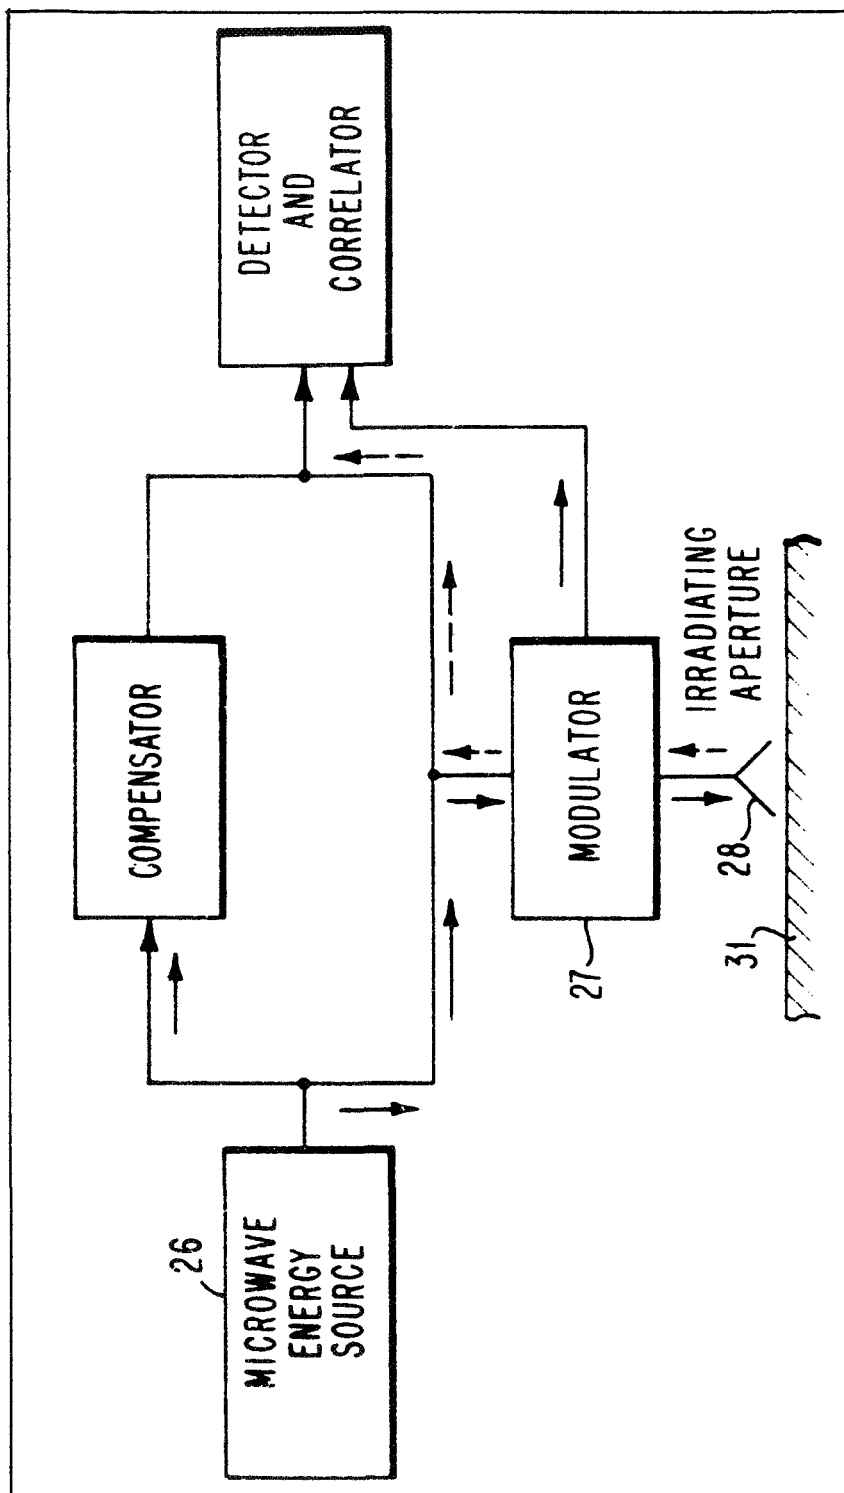 DETECTOR
AND
CORRELATOR
COMPENSATOR
MODULATOR
27
IRRADIATING
APERTURE
28
31
26
MICROWAVE
ENERGY
SOURCE